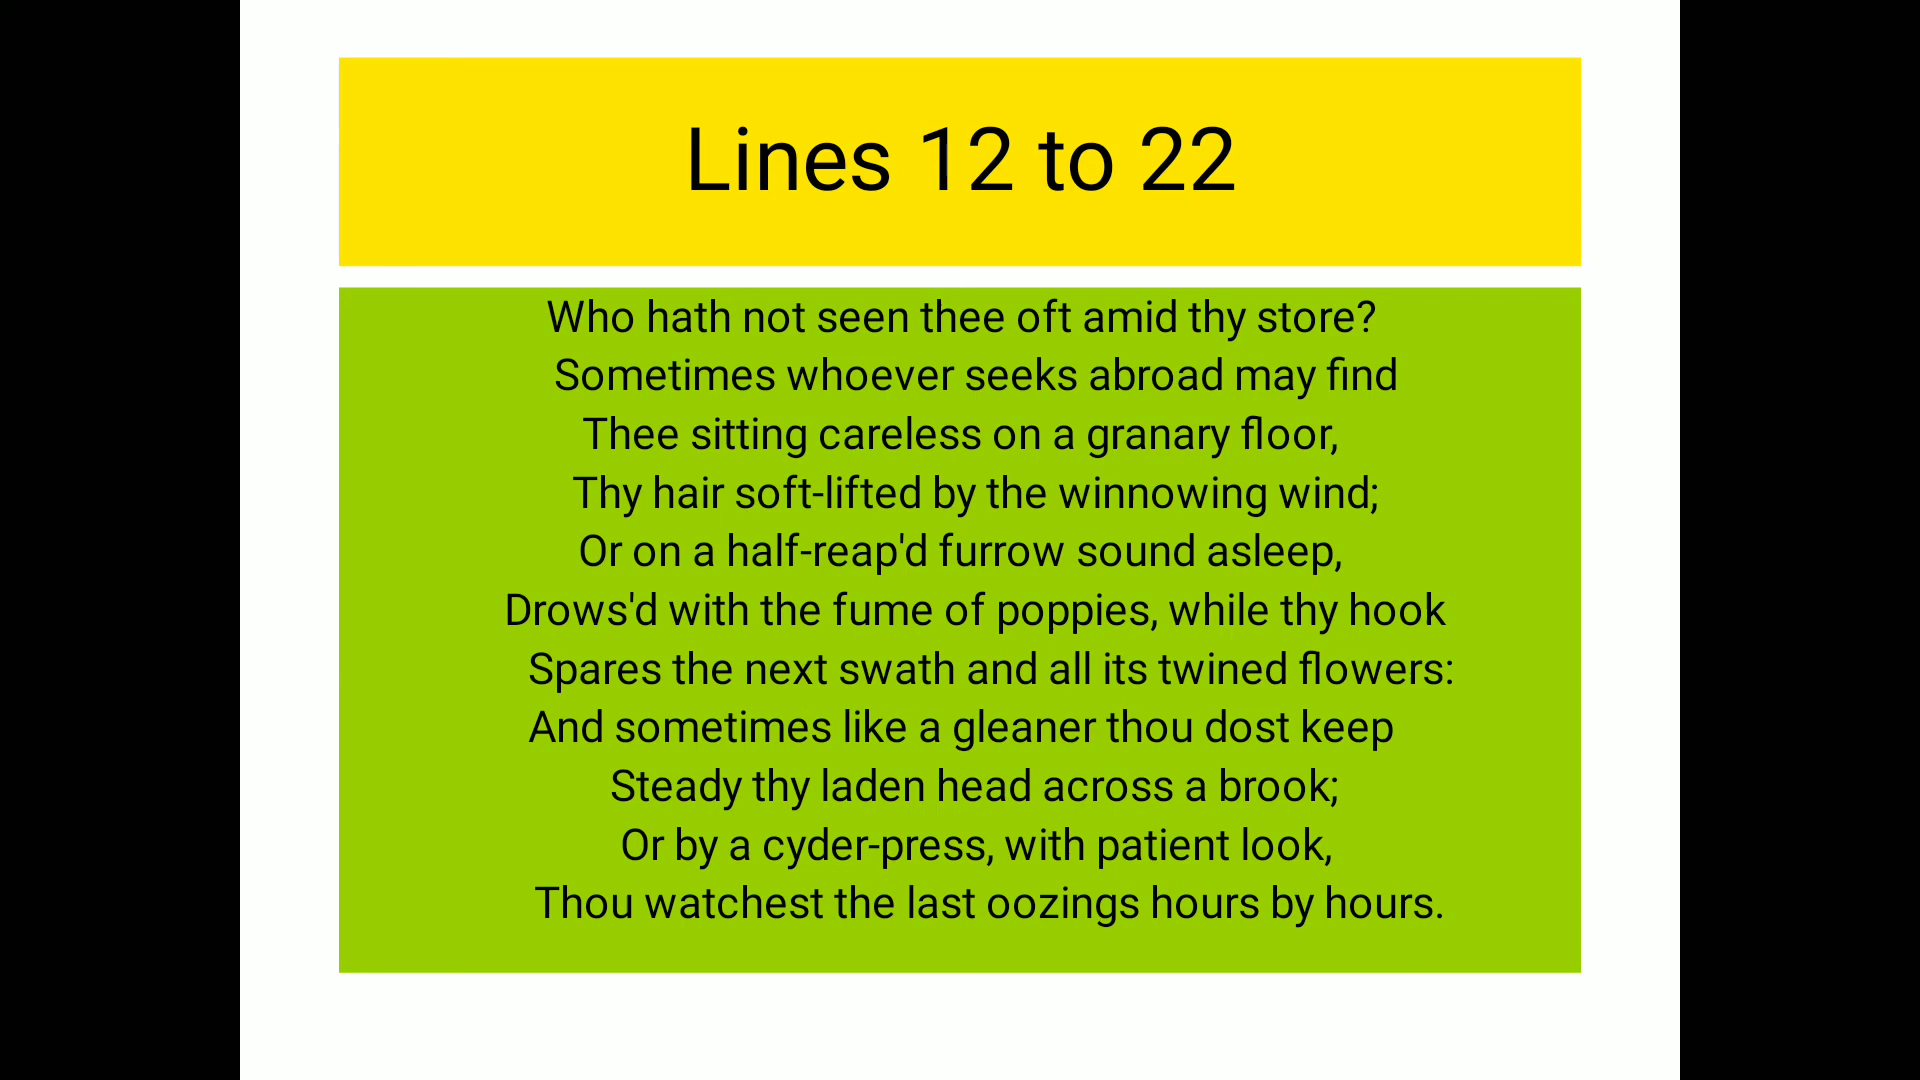 Lines 12 to 22
Who hath not seen thee oft amid thy store?
Sometimes whoever seeks abroad may find
Thee sitting careless on a granary floor,
Thy hair soft-lifted by the winnowing wind;
Or on a half-reap'd furrow sound asleep,
Drows'd with the fume of poppies, while thy hook
Spares the next swath and all its twined flowers:
And sometimes like a gleaner thou dost keep
Steady thy laden head across a brook;
Or by a cyder-press, with patient look,
Thou watchest the last oozings hours by hours.